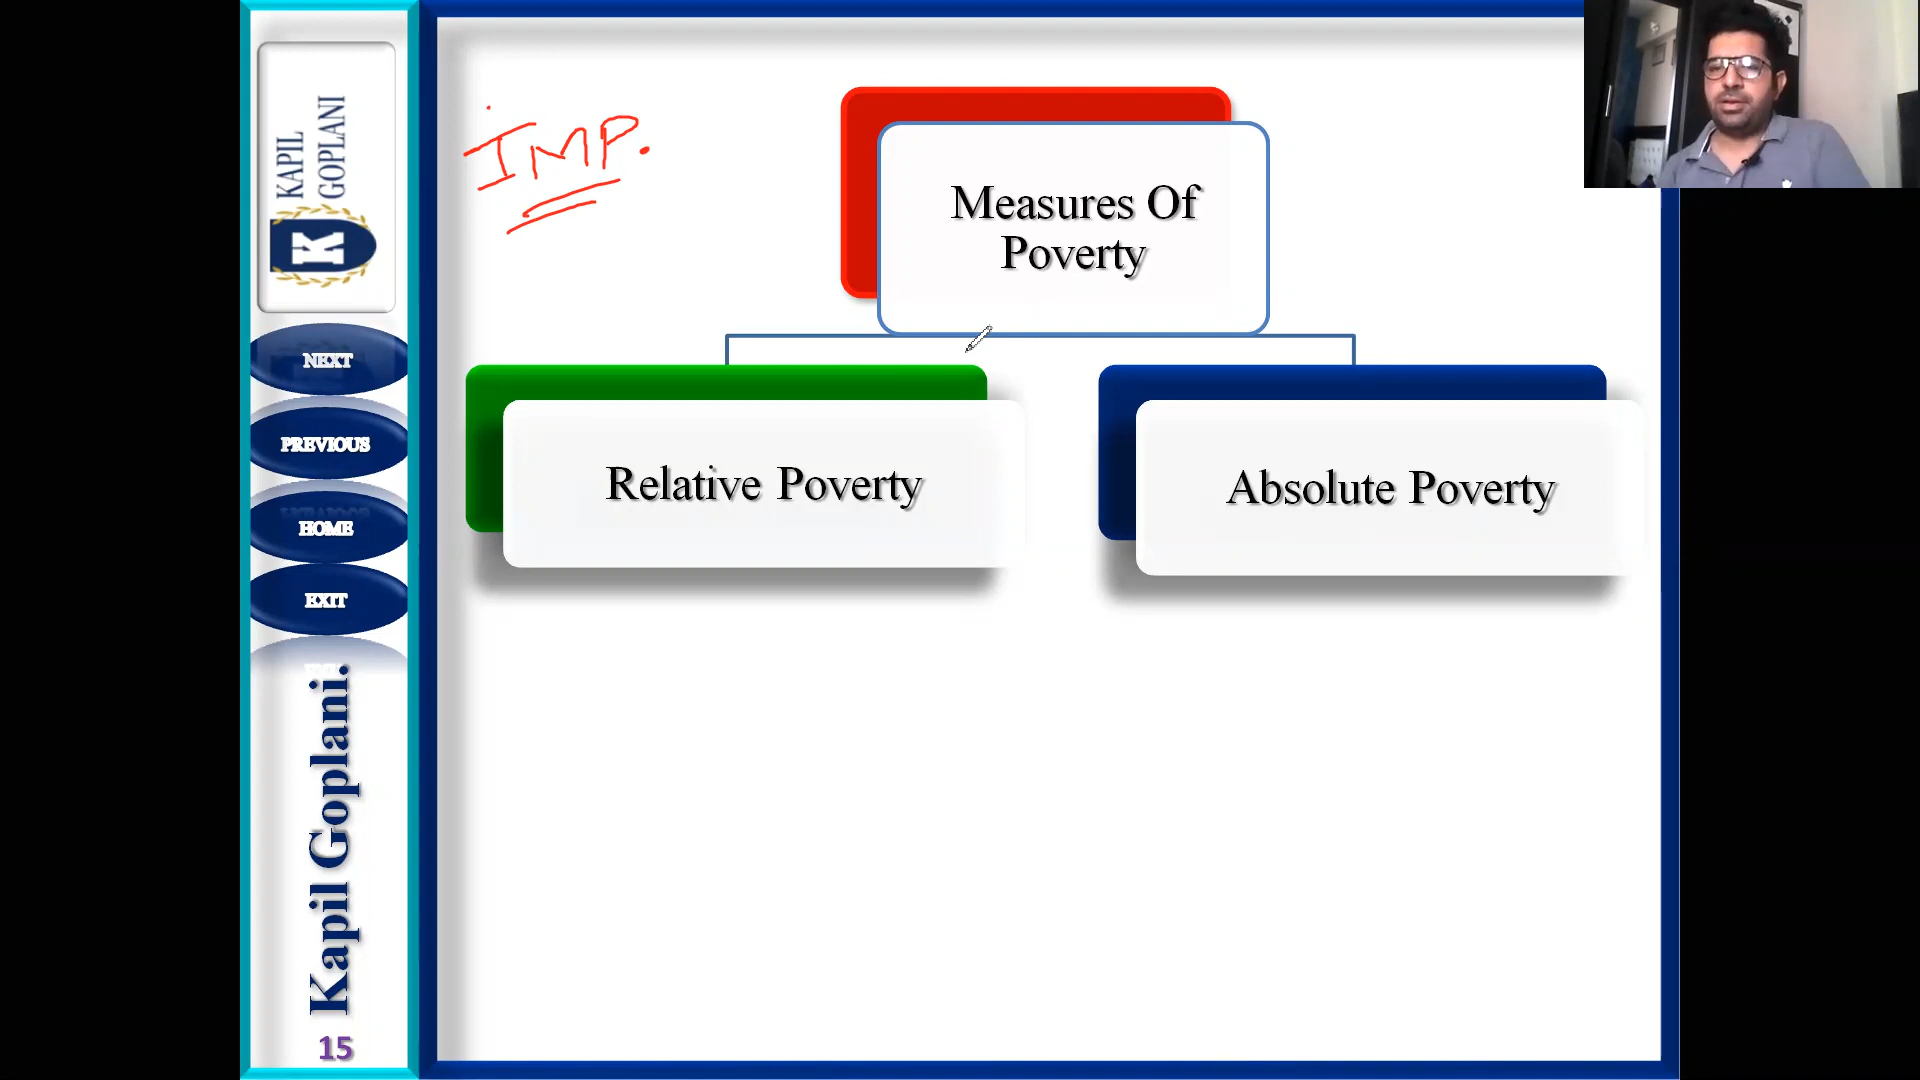 KAPIL
GOPLANI
K
NEXT
PREVIOUS
HOME
EXIT
Kapil Goplani.
15
IMP.
Measures Of
Poverty
Relative Poverty
Absolute Poverty